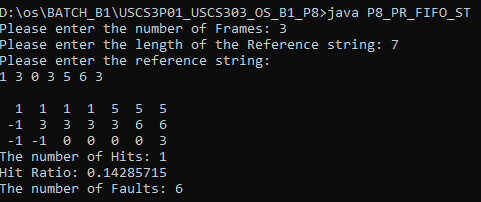 D:\os\BATCH_B1\USCS3P01_USCS303_OS_B1_P8>java P8_PR_FIFO_ST
Please enter the number of Frames: 3
Please enter the length of the Reference string: 7
Please enter the reference string:
1 3 0 3 5 6 3
1 1 1 1 5 5 5
-1 3 3 3 3 6 6
-1 -1 0 0 0 0 3
The number of Hits: 1
Hit Ratio: 0.14285715
The number of Faults: 6